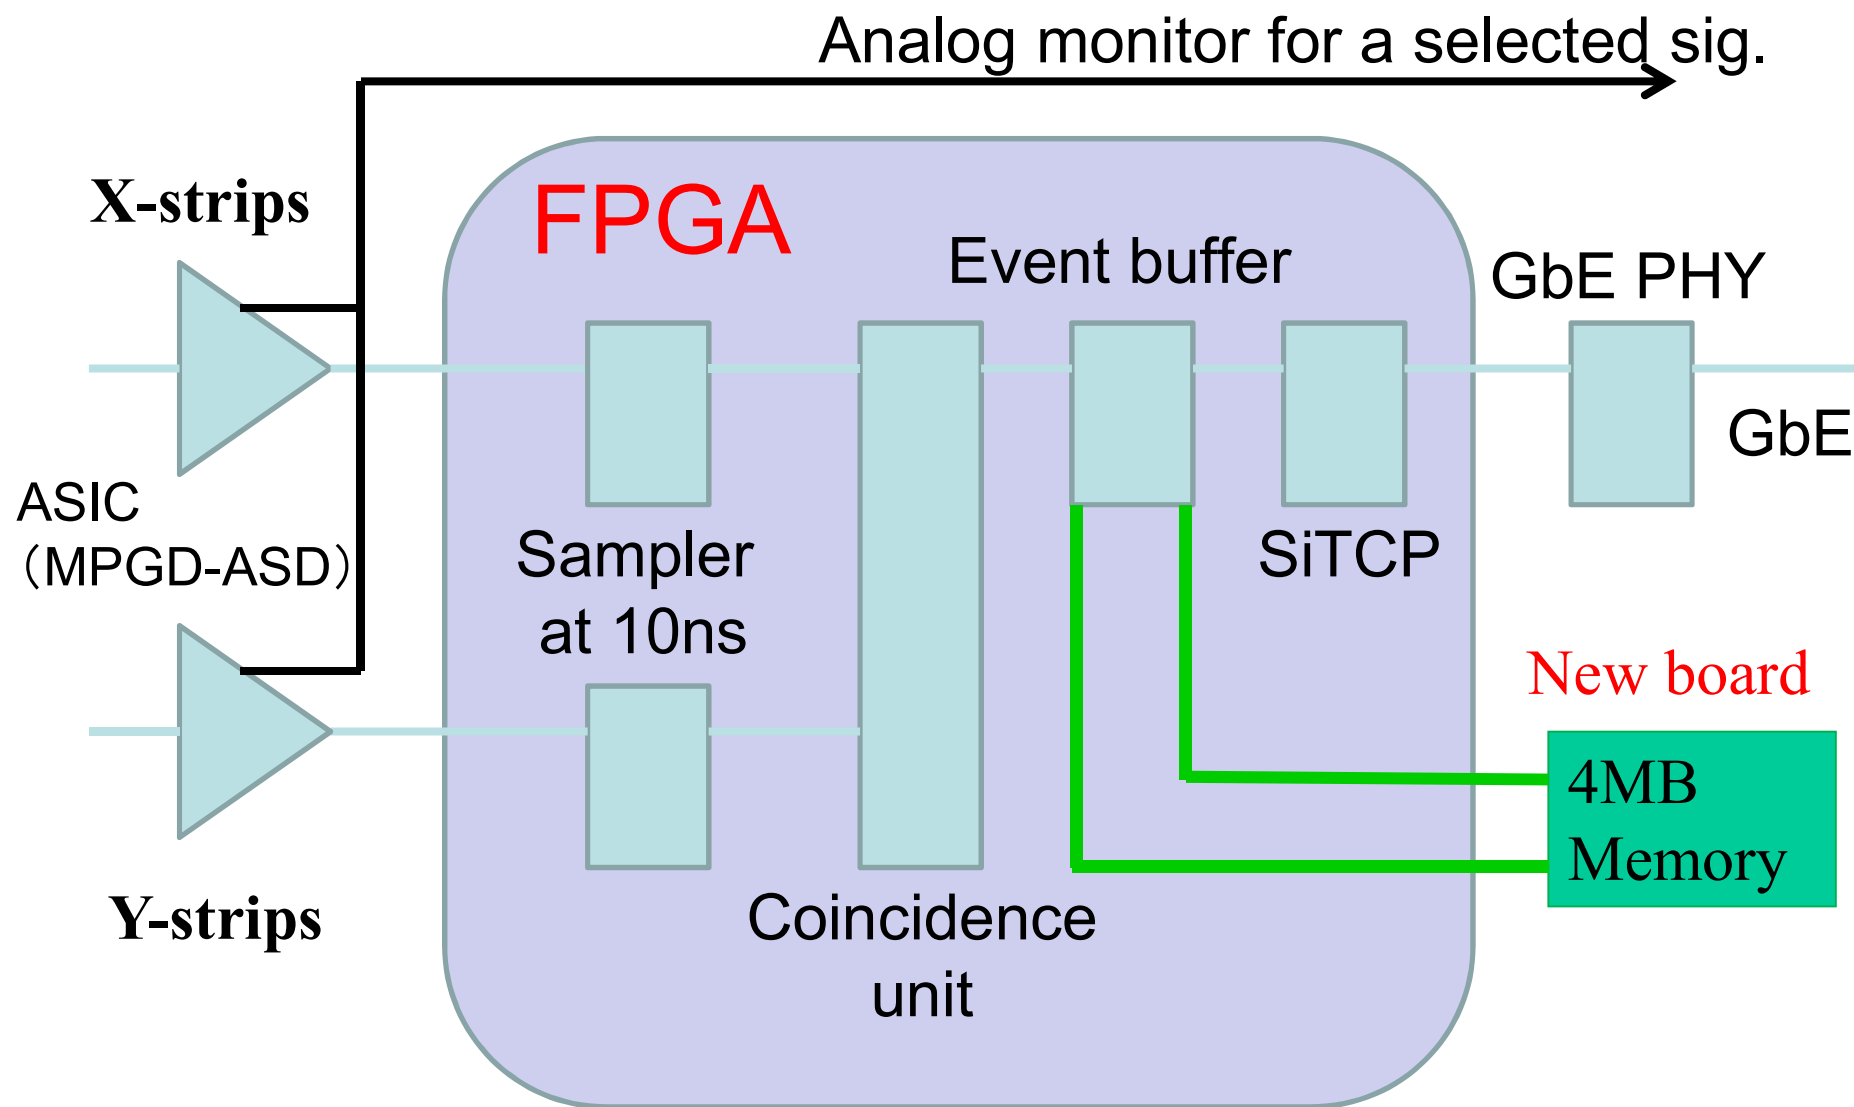 Analog monitor for a selected sig.
X-strips
FPGA
Event buffer
GbE PHY
GbE
ASIC
（MPGD-ASD）
Sampler
at 10ns
SiTCP
New board
4MB
Memory
Y-strips
Coincidence
unit